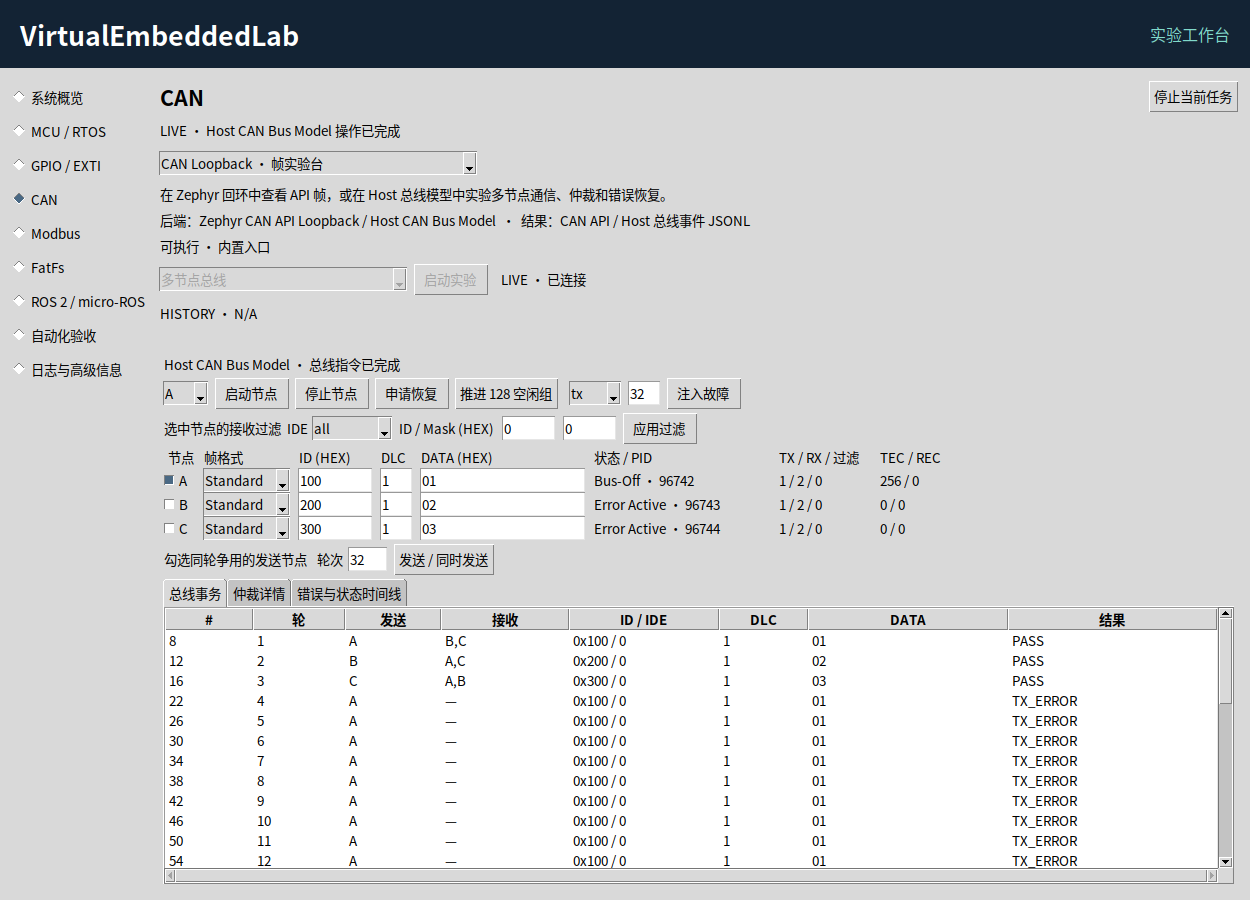 VirtualEmbeddedLab
实验工作台
系统概览
MCU / RTOS
GPIO / EXTI
CAN
Modbus
FatFs
ROS 2 / micro-ROS
自动化验收
日志与高级信息
CAN
停止当前任务
LIVE · Host CAN Bus Model 操作已完成
CAN Loopback · 帧实验台
在 Zephyr 回环中查看 API 帧，或在 Host 总线模型中实验多节点通信、仲裁和错误恢复。
后端：Zephyr CAN API Loopback / Host CAN Bus Model · 结果：CAN API / Host 总线事件 JSONL
可执行 · 内置入口
多节点总线 启动实验 LIVE · 已连接
HISTORY · N/A
Host CAN Bus Model · 总线指令已完成
A 启动节点 停止节点 申请恢复 推进 128 空闲组 tx 32 注入故障
选中节点的接收过滤 IDE all ID / Mask (HEX) 0 0 应用过滤
节点 帧格式 ID (HEX) DLC DATA (HEX) 状态 / PID TX / RX / 过滤 TEC / REC
A Standard 100 1 01 Bus-Off · 96742 1 / 2 / 0 256 / 0
B Standard 200 1 02 Error Active · 96743 1 / 2 / 0 0 / 0
C Standard 300 1 03 Error Active · 96744 1 / 2 / 0 0 / 0
勾选同轮争用的发送节点 轮次 32 发送 / 同时发送
总线事务 仲裁详情 错误与状态时间线
# 轮 发送 接收 ID / IDE DLC DATA 结果
8 1 A B,C 0x100 / 0 1 01 PASS
12 2 B A,C 0x200 / 0 1 02 PASS
16 3 C A,B 0x300 / 0 1 03 PASS
22 4 A — 0x100 / 0 1 01 TX_ERROR
26 5 A — 0x100 / 0 1 01 TX_ERROR
30 6 A — 0x100 / 0 1 01 TX_ERROR
34 7 A — 0x100 / 0 1 01 TX_ERROR
38 8 A — 0x100 / 0 1 01 TX_ERROR
42 9 A — 0x100 / 0 1 01 TX_ERROR
46 10 A — 0x100 / 0 1 01 TX_ERROR
50 11 A — 0x100 / 0 1 01 TX_ERROR
54 12 A — 0x100 / 0 1 01 TX_ERROR